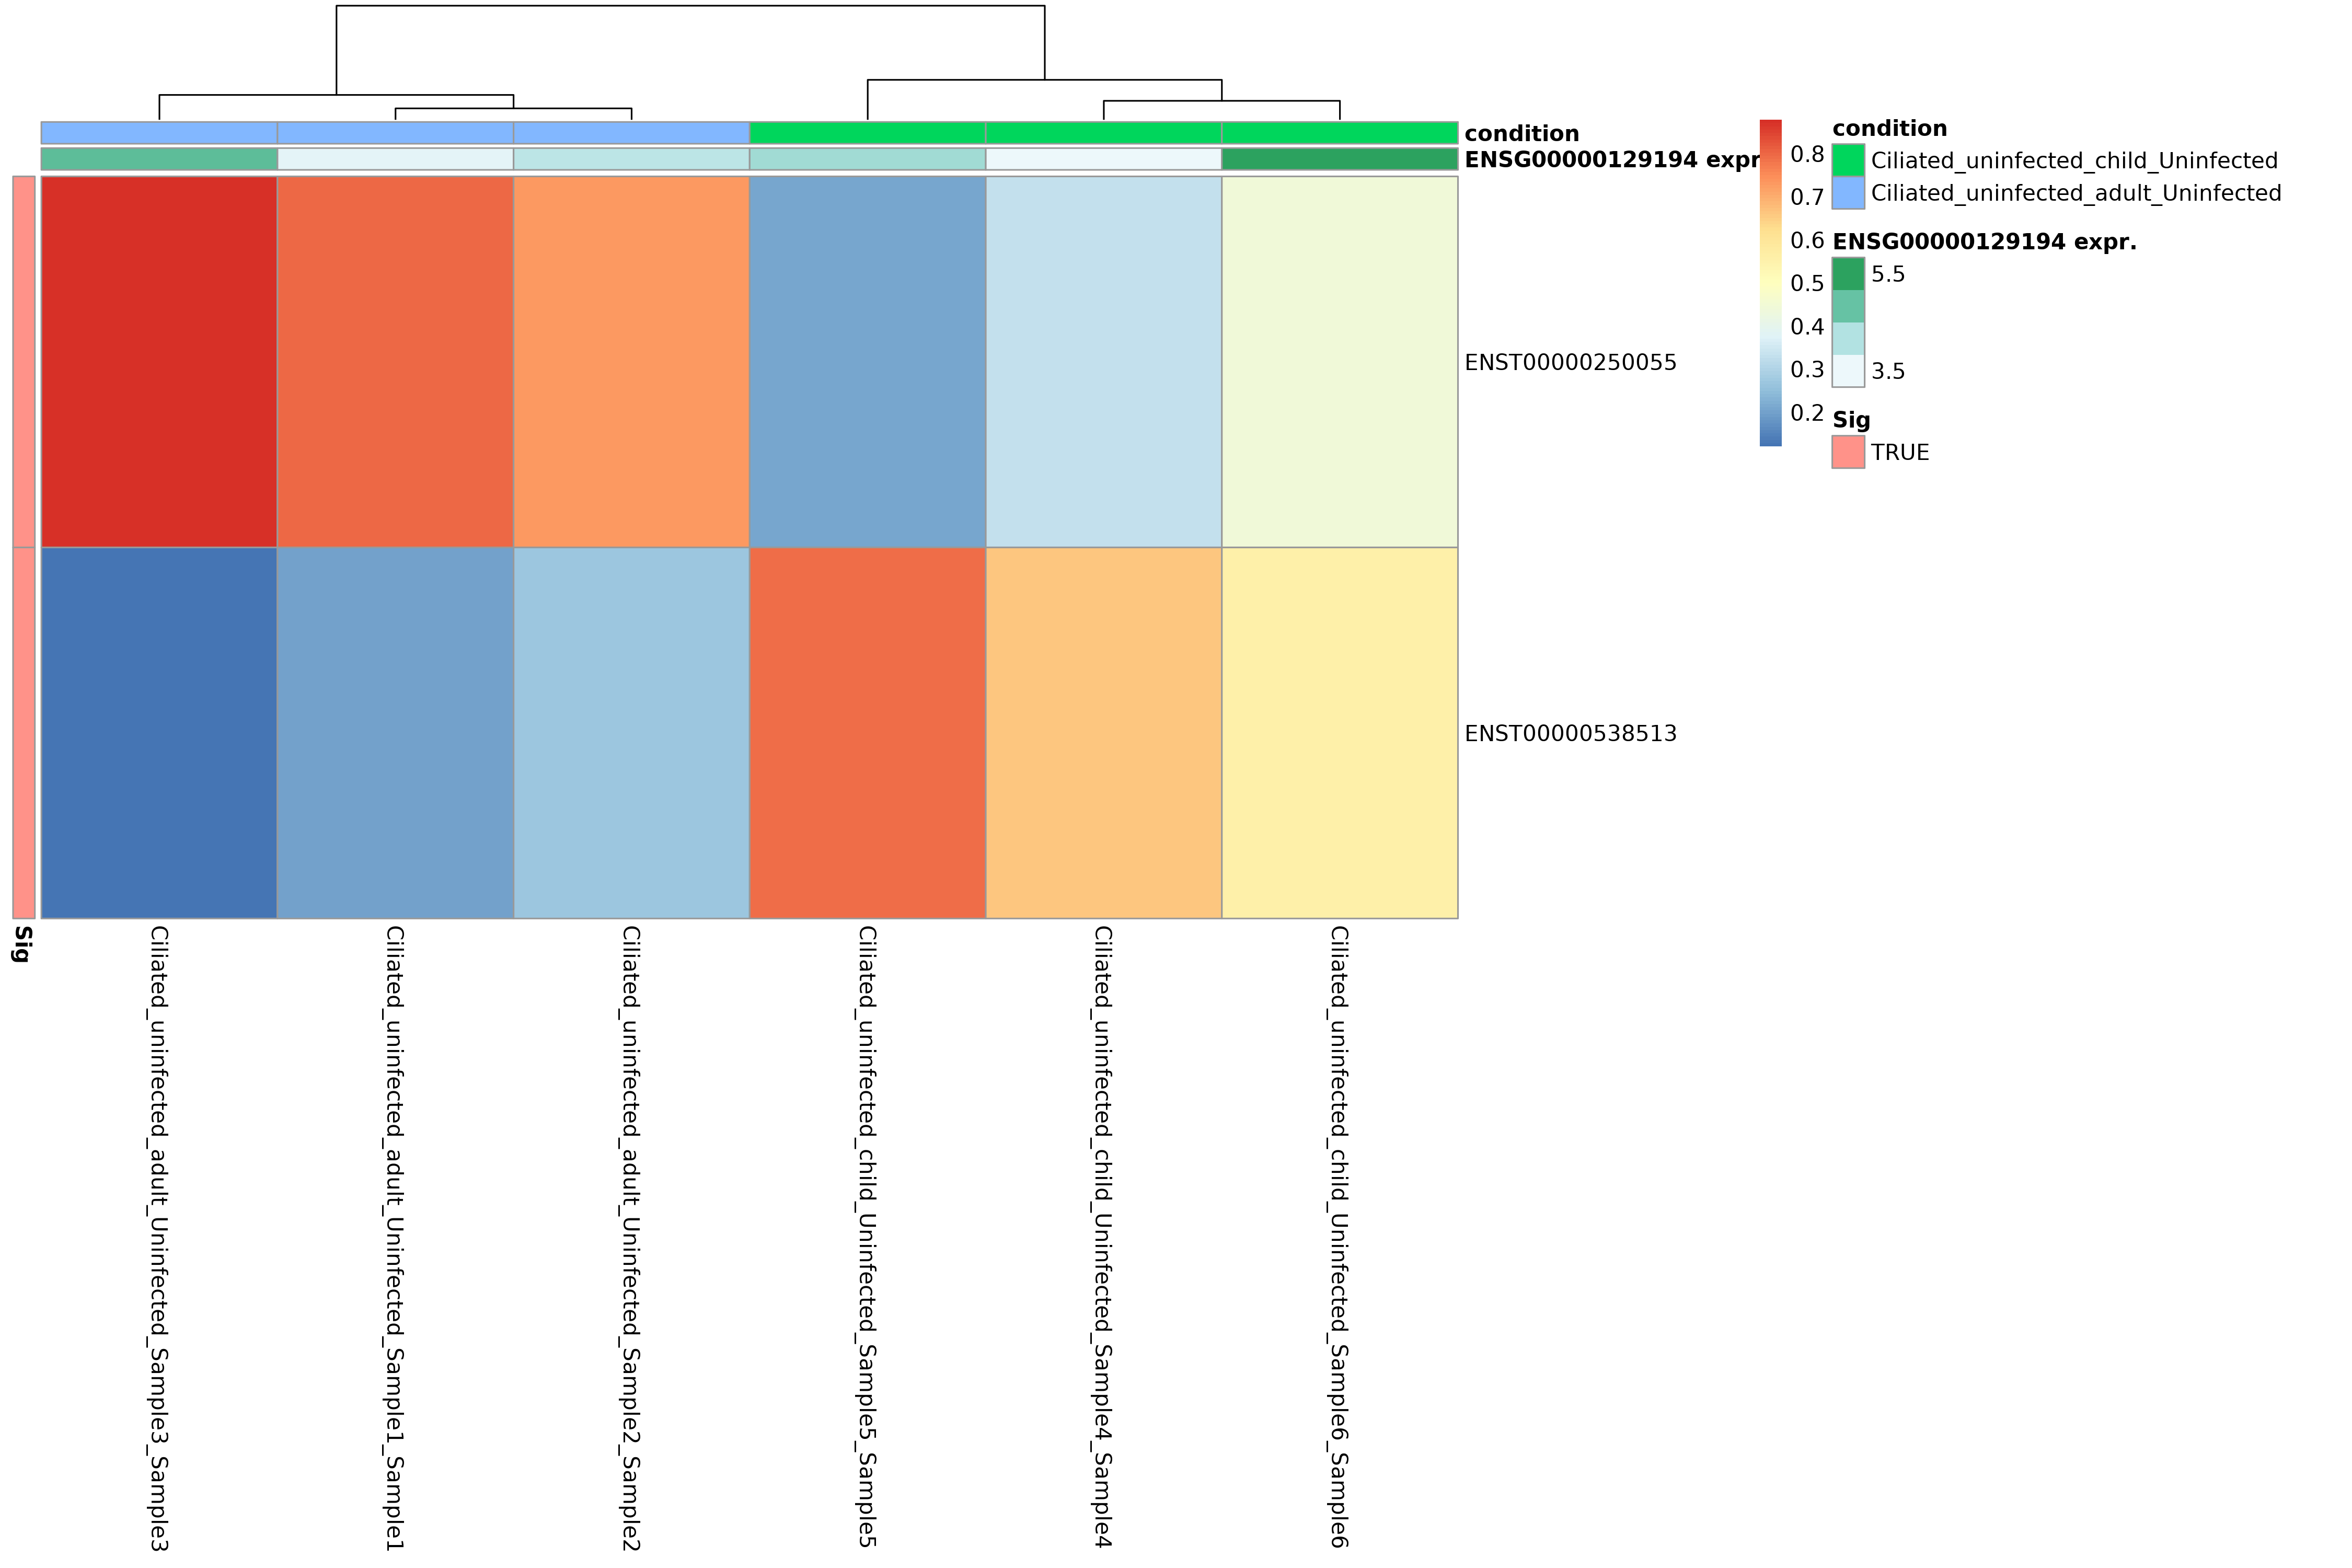 condition
ENSG00000129194 expr
0.8
0.7
0.6
0.5
0.4
0.3
0.2
condition
Ciliated_uninfected_child_Uninfected
Ciliated_uninfected_adult_Uninfected
ENSG00000129194 expr.
5.5
3.5
Sig
TRUE
ENST00000250055
ENST00000538513
Sig
Ciliated_uninfected_adult_Uninfected_Sample3_Sample3
Ciliated_uninfected_adult_Uninfected_Sample1_Sample1
Ciliated_uninfected_adult_Uninfected_Sample2_Sample2
Ciliated_uninfected_child_Uninfected_Sample5_Sample5
Ciliated_uninfected_child_Uninfected_Sample4_Sample4
Ciliated_uninfected_child_Uninfected_Sample6_Sample6